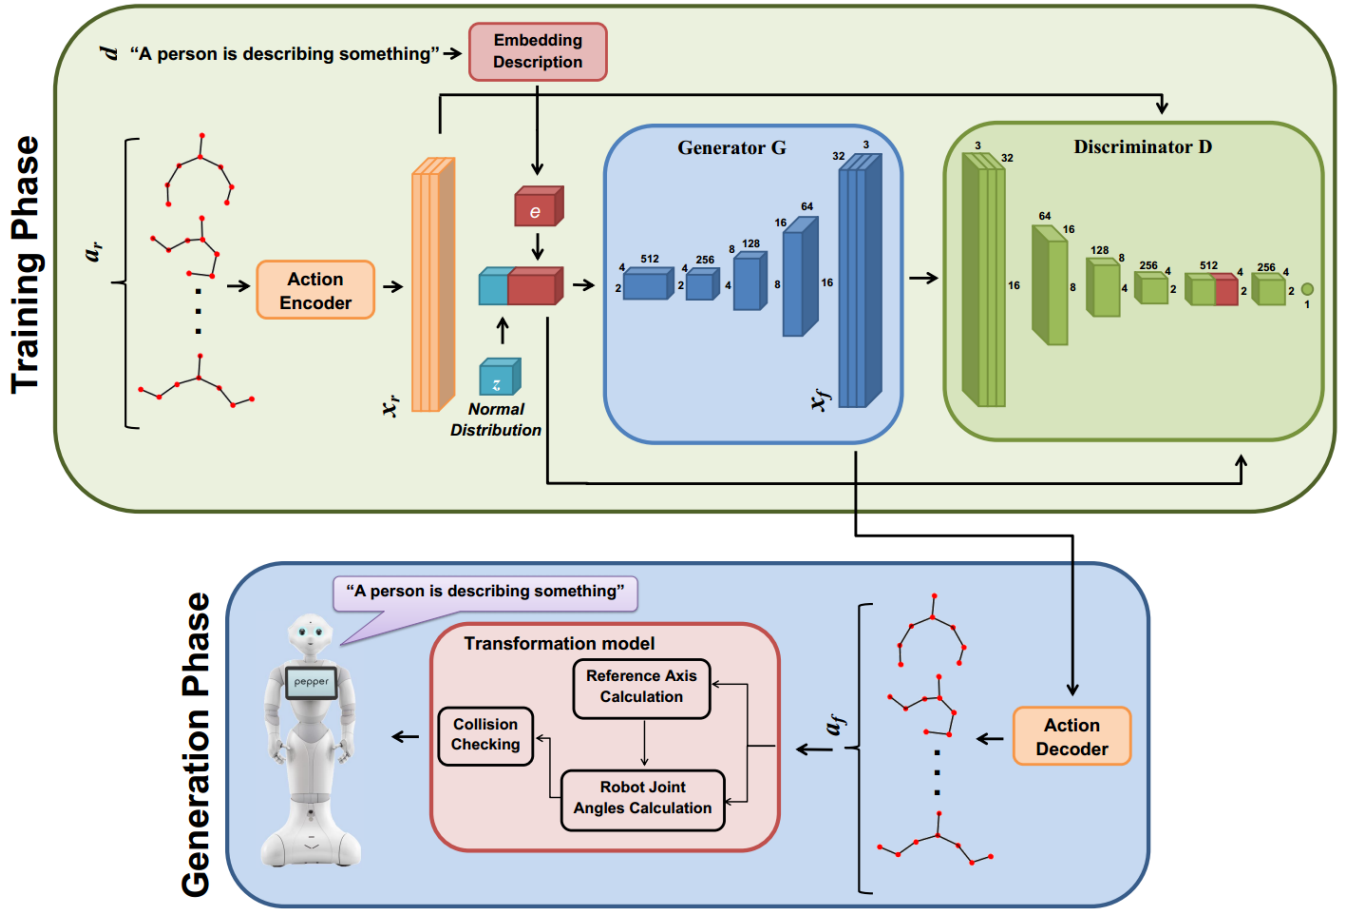 Training Phase
d "A person is describing something"
Embedding
Description
a_r
Action
Encoder
x_r
e
z
Normal
Distribution
Generator G
4
2
512
4
2
256
8
4
128
16
8
64
32
3
16
x_f
Discriminator D
3
32
16
64
16
8
128
8
4
256
4
2
512
4
2
256
4
2
1
Generation Phase
"A person is describing something"
pepper
Transformation model
Reference Axis
Calculation
Collision
Checking
Robot Joint
Angles Calculation
a_f
Action
Decoder